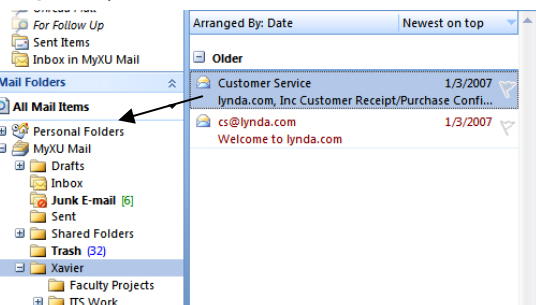 Unread Mail
For Follow Up
Sent Items
Inbox in MyXU Mail
Mail Folders
All Mail Items
Personal Folders
MyXU Mail
Drafts
Inbox
Junk E-mail [6]
Sent
Shared Folders
Trash (32)
Xavier
Faculty Projects
ITS Work
Arranged By: Date Newest on top
Older
Customer Service 1/3/2007
lynda.com, Inc Customer Receipt/Purchase Confi...
cs@lynda.com 1/3/2007
Welcome to lynda.com